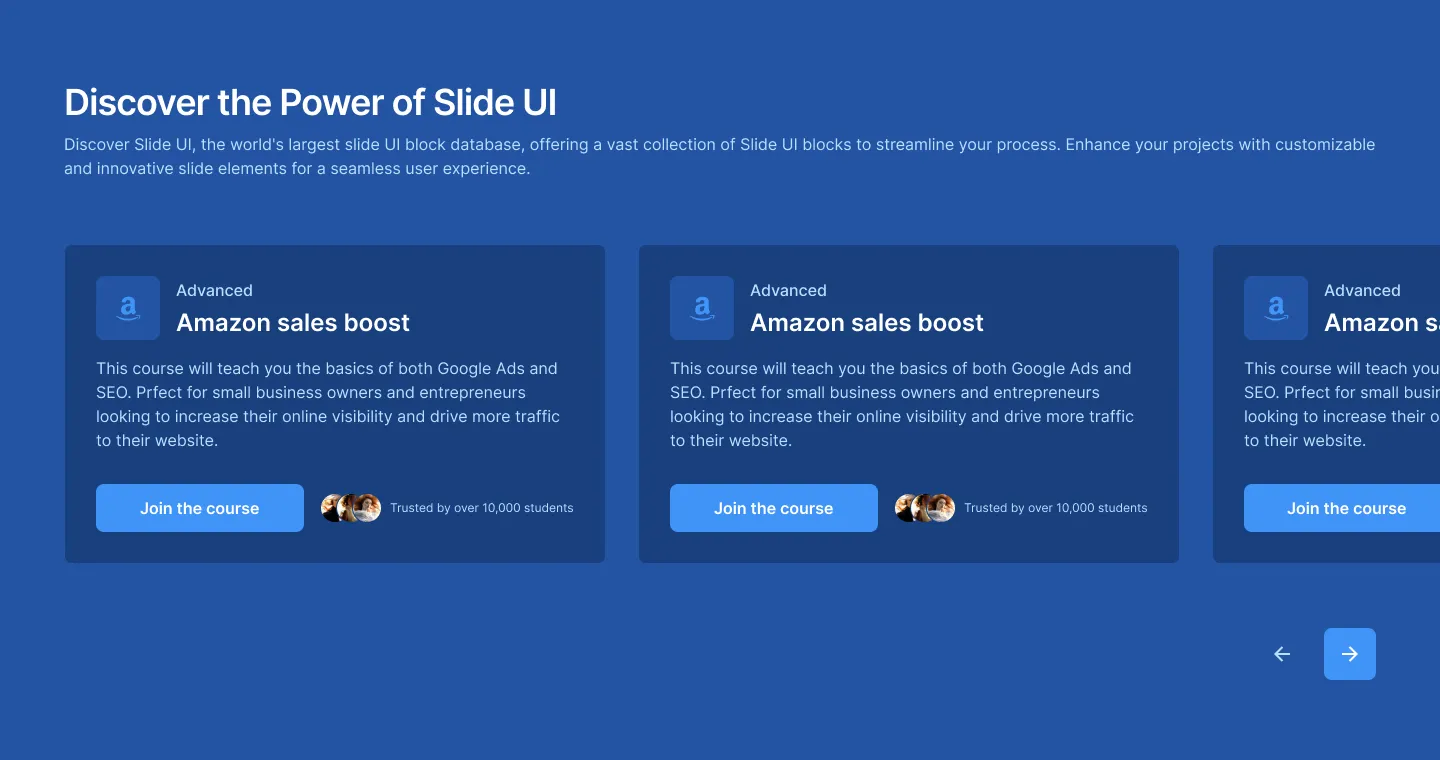 Discover the Power of Slide UI
Discover Slide UI, the world's largest slide UI block database, offering a vast collection of Slide UI blocks to streamline your process. Enhance your projects with customizable
and innovative slide elements for a seamless user experience.
Advanced
Amazon sales boost
This course will teach you the basics of both Google Ads and
SEO. Prfect for small business owners and entrepreneurs
looking to increase their online visibility and drive more traffic
to their website.
Join the course
Trusted by over 10,000 students
Advanced
Amazon sales boost
This course will teach you the basics of both Google Ads and
SEO. Prfect for small business owners and entrepreneurs
looking to increase their online visibility and drive more traffic
to their website.
Join the course
Trusted by over 10,000 students
Advanced
Amazon s
This course will teach you
SEO. Prfect for small busin
looking to increase their o
to their website.
Join the course